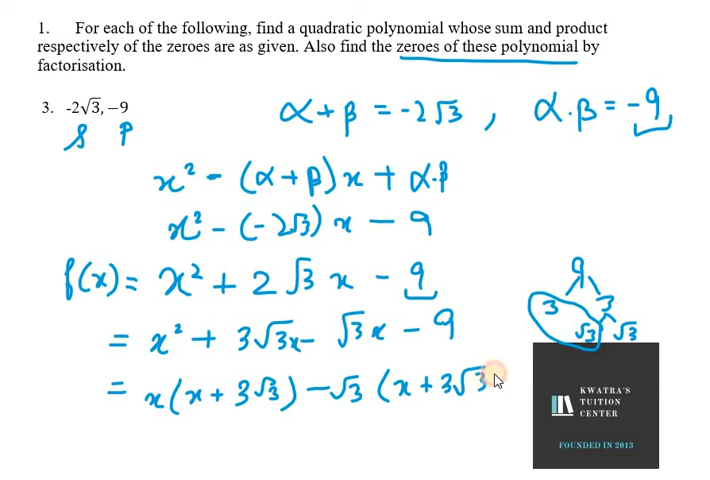 1. For each of the following, find a quadratic polynomial whose sum and product
respectively of the zeroes are as given. Also find the zeroes of these polynomial by
factorisation.
3. -2√3, −9
S P
α + β = -2√3 , α.β = -9
x² - (α + β)x + α.β
x² - (-2√3) x - 9
f(x) = x² + 2√3 x - 9
= x² + 3√3x - √3x - 9
= x(x + 3√3) - √3 (x + 3√3
9
3 3
√3 √3
KWATRA'S
TUITION
CENTER
FOUNDED IN 2013